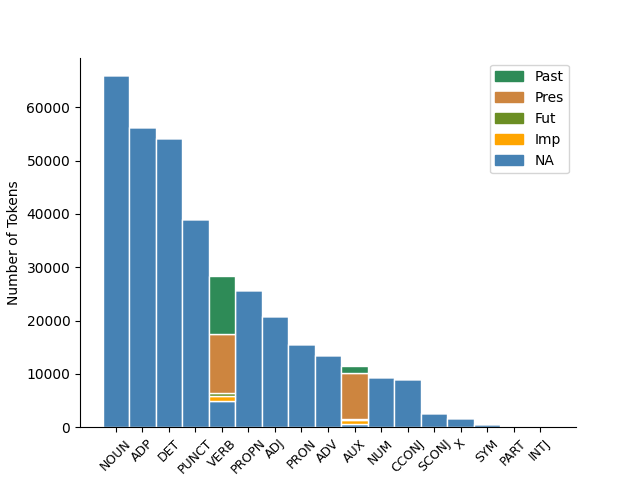 Past
Pres
Fut
Imp
NA
Number of Tokens
60000
50000
40000
30000
20000
10000
0
NOUN
ADP
DET
PUNCT
VERB
PROPN
ADJ
PRON
ADV
AUX
NUM
CCONJ
SCONJ
X
SYM
PART
INTJ